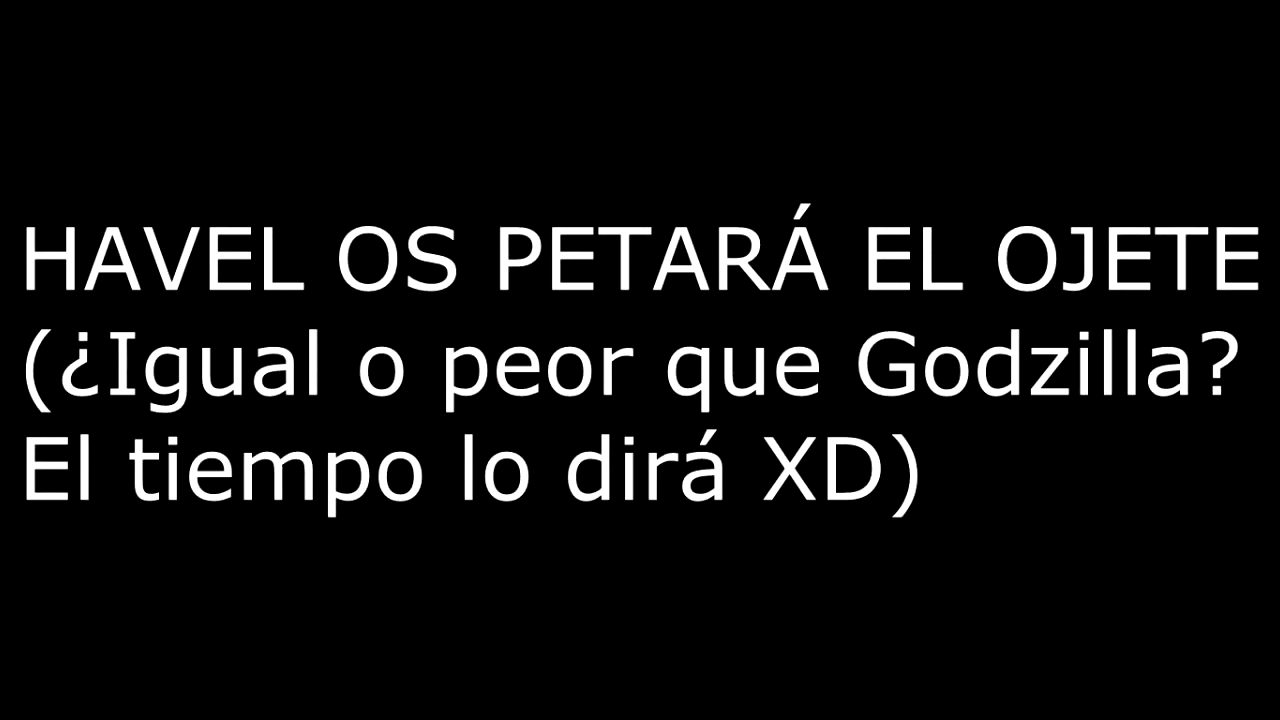 HAVEL OS PETARÁ EL OJETE
(¿Igual o peor que Godzilla?
El tiempo lo dirá XD)